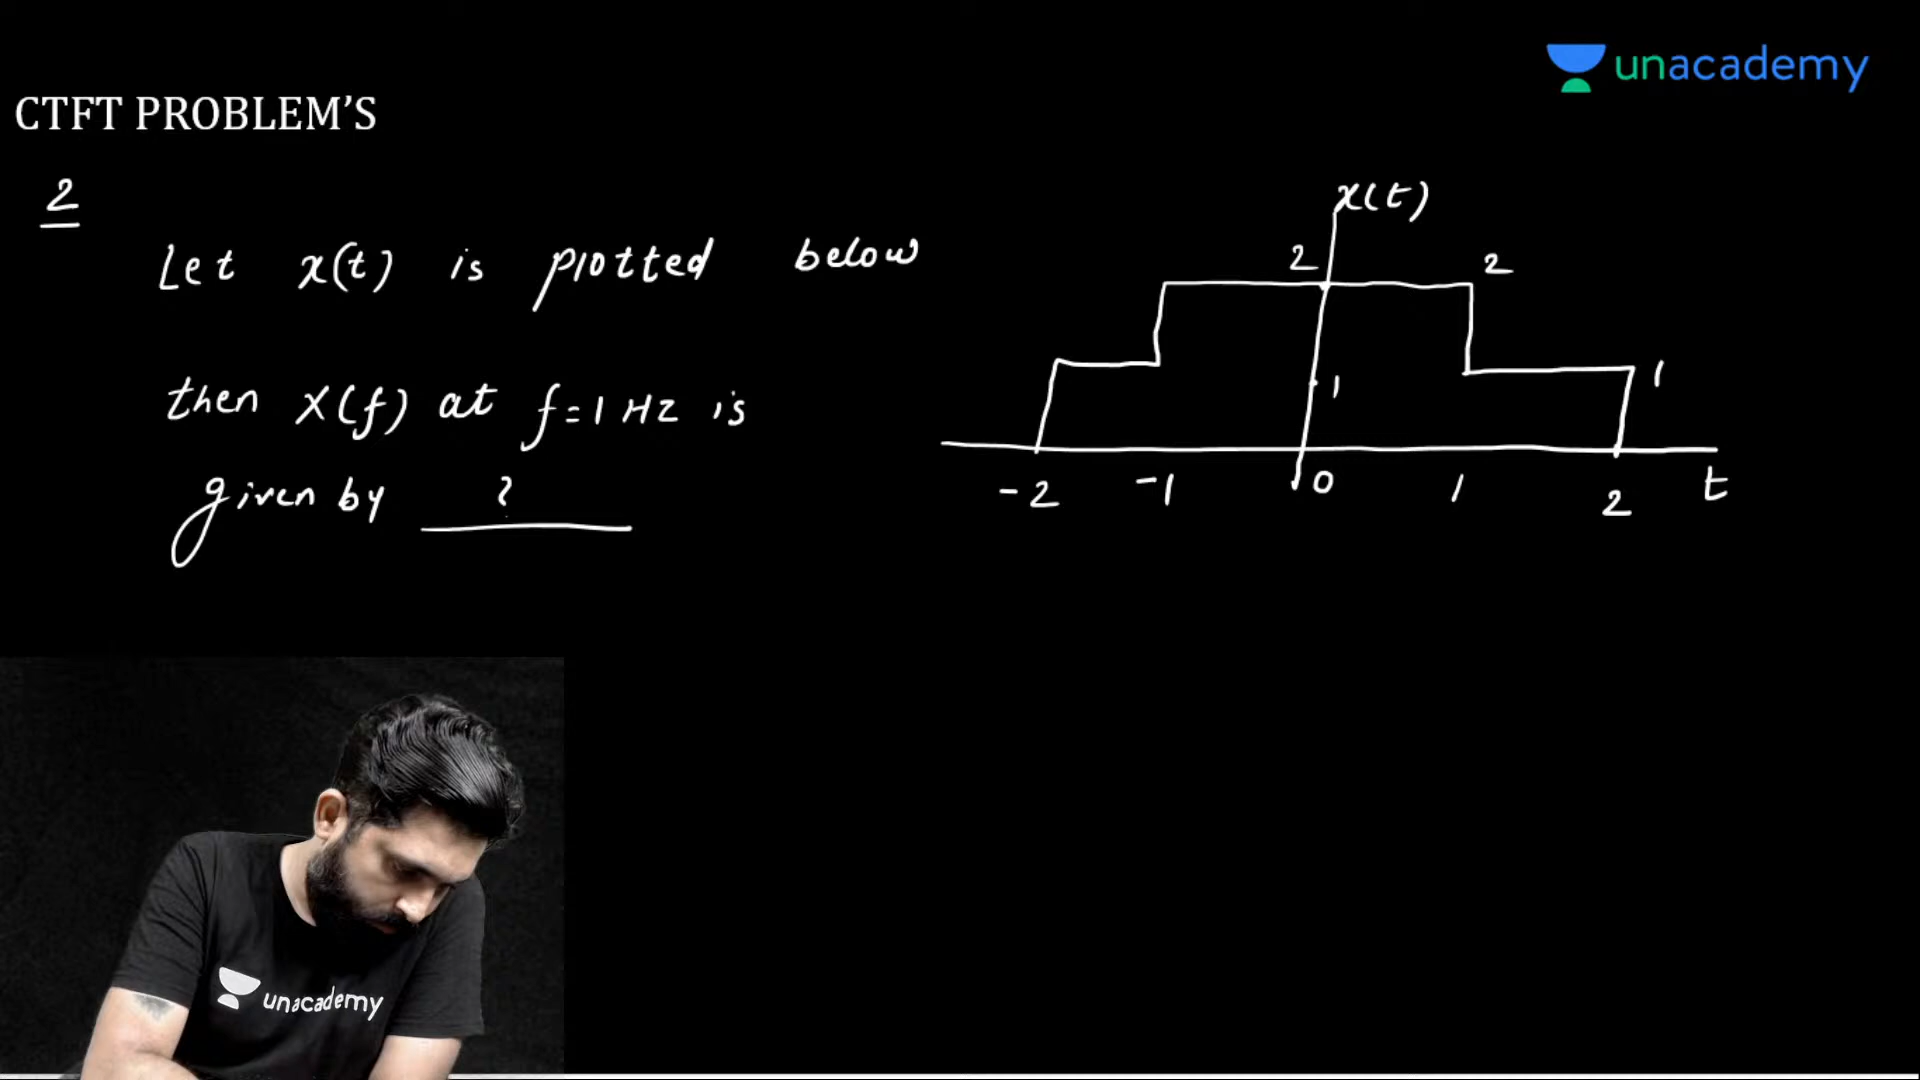 unacademy
CTFT PROBLEM’S
2
Let x(t) is plotted below
then X(f) at f=1 HZ is
given by ?
x(t)
2 2
1 1
-2 -1 0 1 2 t
unacademy